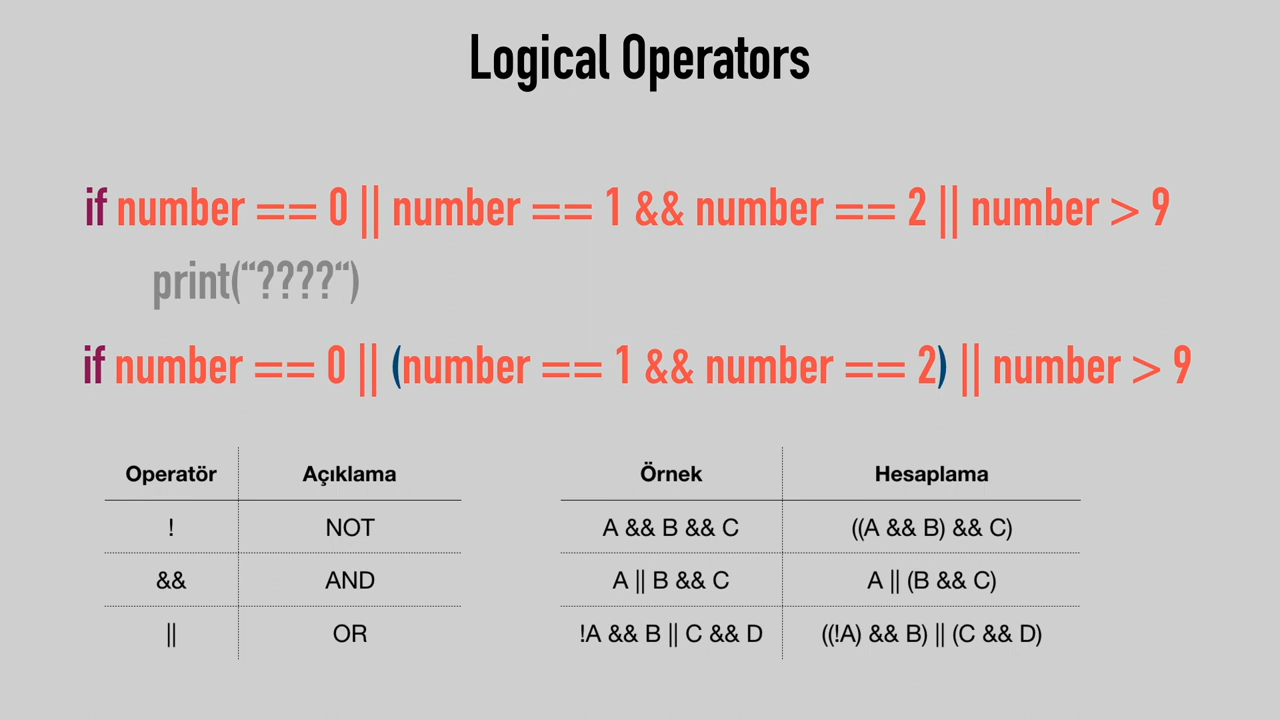 Logical Operators
if number == 0 || number == 1 && number == 2 || number > 9
print(“????“)
if number == 0 || (number == 1 && number == 2) || number > 9
Operatör Açıklama
! NOT
&& AND
|| OR
Örnek Hesaplama
A && B && C ((A && B) && C)
A || B && C A || (B && C)
!A && B || C && D ((!A) && B) || (C && D)